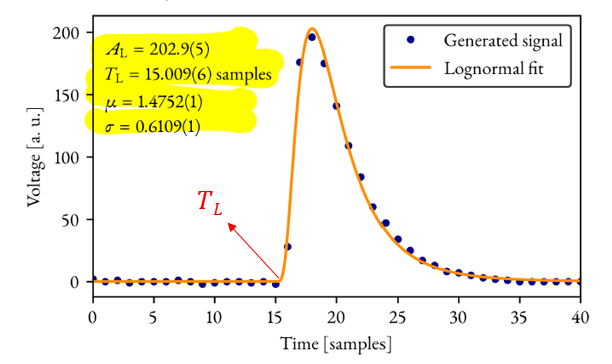 200
150
100
50
0
Voltage [a. u.]
A_L = 202.9(5)
T_L = 15.009(6) samples
μ = 1.4752(1)
σ = 0.6109(1)
Generated signal
Lognormal fit
T_L
0 5 10 15 20 25 30 35 40
Time [samples]